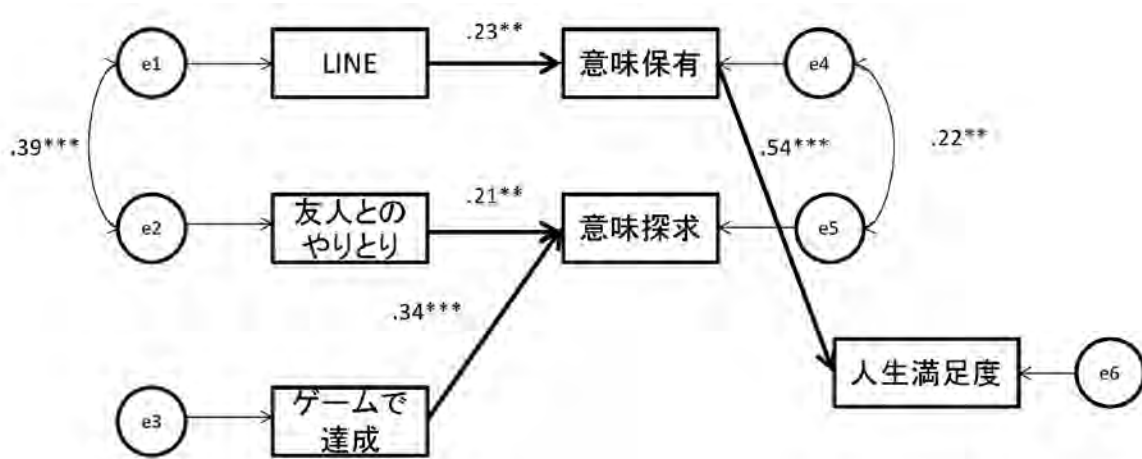 .23**
e1
LINE
意味保有
e4
.39***
.54***
.22**
.21**
e2
友人との
やりとり
意味探求
e5
.34***
人生満足度
e6
e3
ゲームで
達成